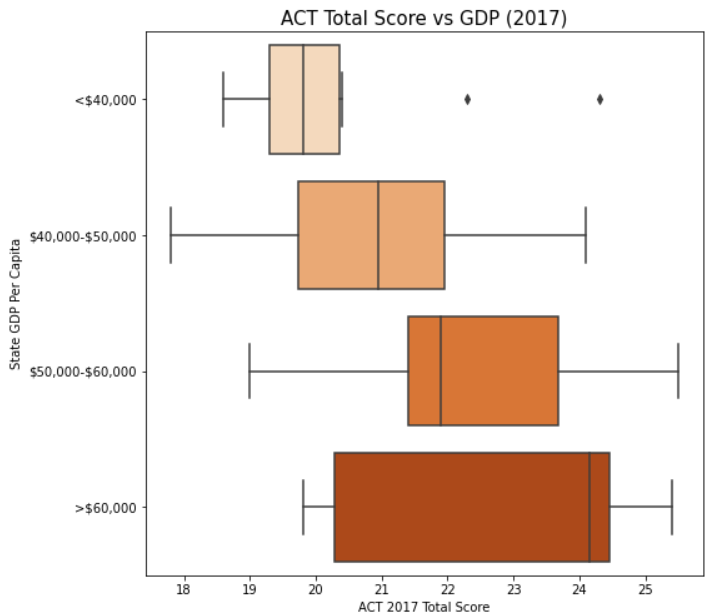 ACT Total Score vs GDP (2017)
State GDP Per Capita
<$40,000
$40,000-$50,000
$50,000-$60,000
>$60,000
18 19 20 21 22 23 24 25
ACT 2017 Total Score